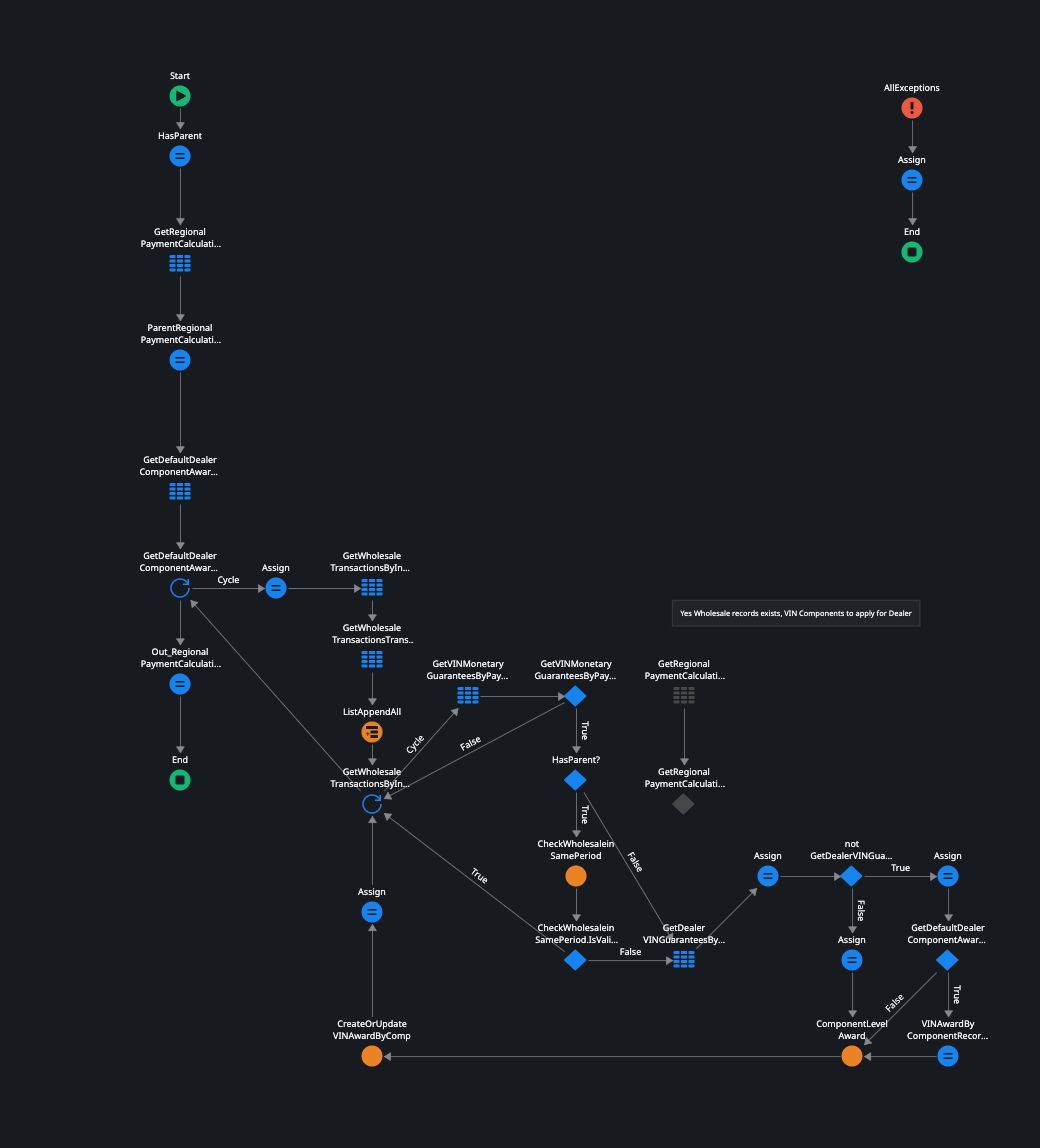 Start
AllExceptions
HasParent
Assign
GetRegional
PaymentCalculati...
End
ParentRegional
PaymentCalculati...
GetDefaultDealer
ComponentAwar...
GetDefaultDealer
ComponentAwar...
Cycle
Assign
GetWholesale
TransactionsByIn...
Yes Wholesale records exists, VIN Components to apply for Dealer
GetWholesale
TransactionsTrans..
Out_Regional
PaymentCalculati...
GetVINMonetary
GuaranteesByPay...
GetVINMonetary
GuaranteesByPay...
GetRegional
PaymentCalculati...
ListAppendAll
True
Cycle
False
End
HasParent?
GetWholesale
TransactionsByIn...
GetRegional
PaymentCalculati...
True
CheckWholesalein
SamePeriod
False
True
Assign
not
GetDealerVINGua...
True
Assign
Assign
False
CheckWholesalein
SamePeriod.IsVali...
False
GetDealer
VINGuaranteesBy...
Assign
GetDefaultDealer
ComponentAwar...
False
True
CreateOrUpdate
VINAwardByComp
ComponentLevel
Award
VINAwardBy
ComponentRecor...